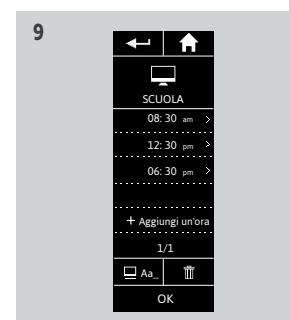 9
SCUOLA
08:30 am >
12:30 pm >
06:30 pm >
+ Aggiungi un'ora
1/1
Aa_
OK